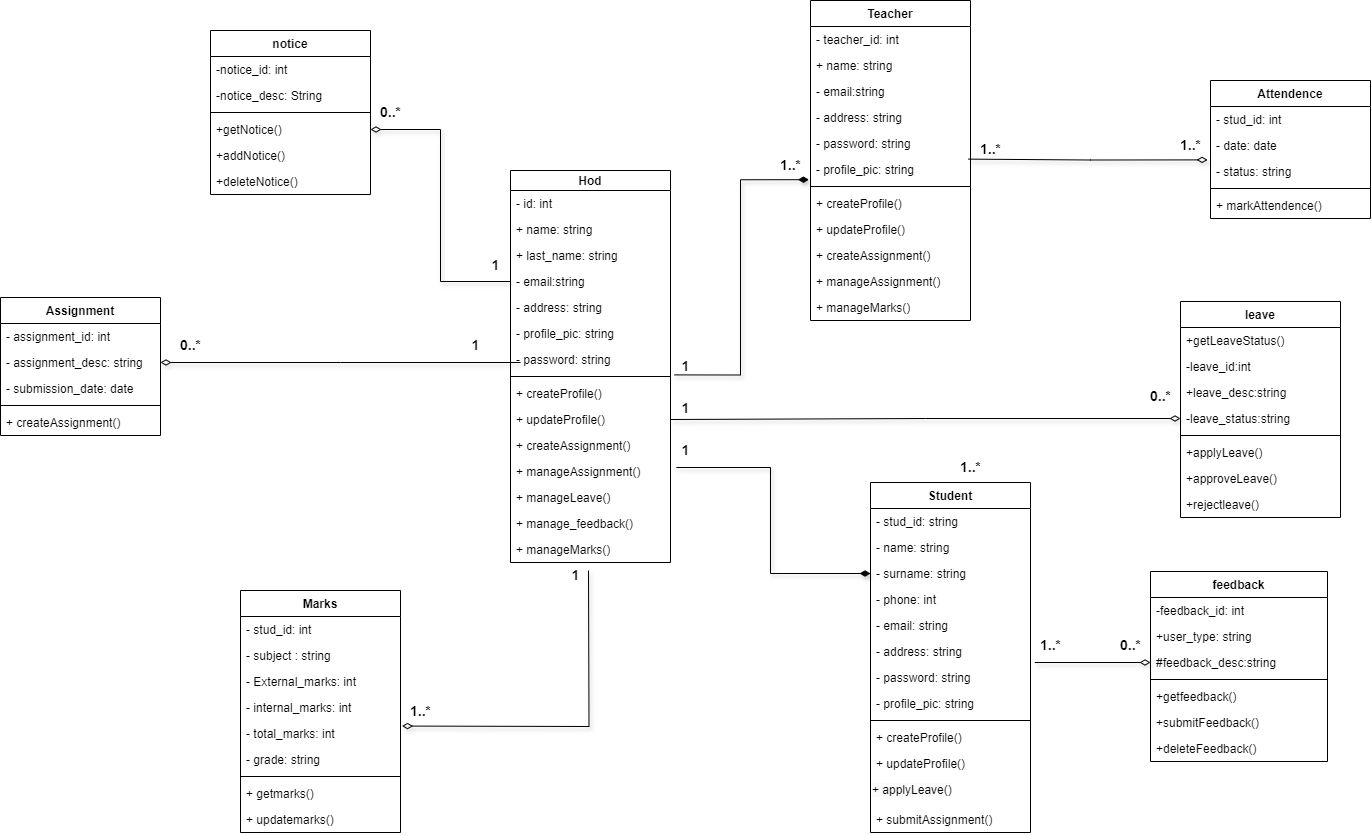 notice
-notice_id: int
-notice_desc: String
+getNotice()
+addNotice()
+deleteNotice()
0..*
1
Assignment
- assignment_id: int
- assignment_desc: string
- submission_date: date
+ createAssignment()
0..*
1
Hod
- id: int
+ name: string
+ last_name: string
- email:string
- address: string
- profile_pic: string
- password: string
+ createProfile()
+ updateProfile()
+ createAssignment()
+ manageAssignment()
+ manageLeave()
+ manage_feedback()
+ manageMarks()
1
1
1
1
Teacher
- teacher_id: int
+ name: string
- email:string
- address: string
- password: string
- profile_pic: string
+ createProfile()
+ updateProfile()
+ createAssignment()
+ manageAssignment()
+ manageMarks()
1..*
1..*
1..*
Attendence
- stud_id: int
- date: date
- status: string
+ markAttendence()
leave
+getLeaveStatus()
-leave_id:int
+leave_desc:string
-leave_status:string
+applyLeave()
+approveLeave()
+rejectleave()
0..*
1..*
Student
- stud_id: string
- name: string
- surname: string
- phone: int
- email: string
- address: string
- password: string
- profile_pic: string
+ createProfile()
+ updateProfile()
+ applyLeave()
+ submitAssignment()
1..*
0..*
feedback
-feedback_id: int
+user_type: string
#feedback_desc:string
+getfeedback()
+submitFeedback()
+deleteFeedback()
Marks
- stud_id: int
- subject : string
- External_marks: int
- internal_marks: int
- total_marks: int
- grade: string
+ getmarks()
+ updatemarks()
1..*